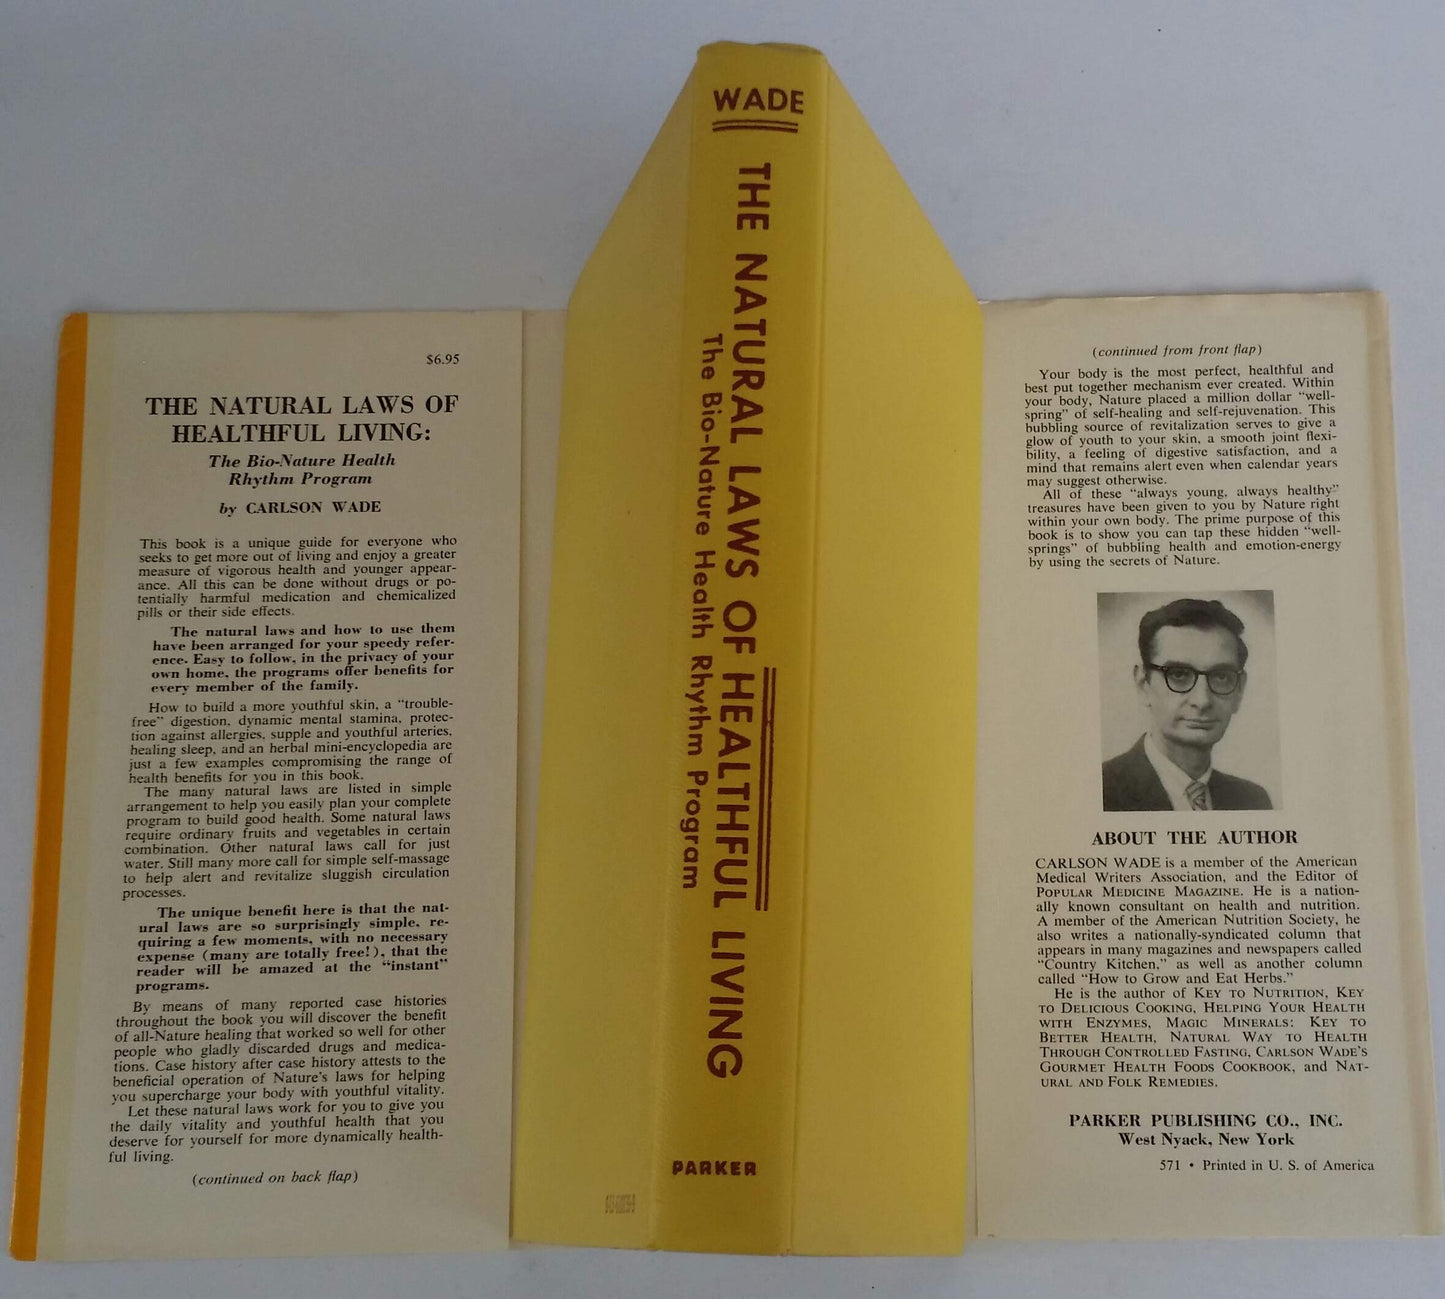 $6.95
THE NATURAL LAWS OF
HEALTHFUL LIVING:
The Bio-Nature Health
Rhythm Program
by CARLSON WADE
This book is a unique guide for everyone who
seeks to get more out of living and enjoy a greater
measure of vigorous health and younger appear-
ance. All this can be done without drugs or po-
tentially harmful medication and chemicalized
pills or their side effects.
The natural laws and how to use them
have been arranged for your speedy refer-
ence. Easy to follow, in the privacy of your
own home, the programs offer benefits for
every member of the family.
How to build a more youthful skin, a "trouble-
free" digestion, dynamic mental stamina, protec-
tion against allergies, supple and youthful arteries,
healing sleep, and an herbal mini-encyclopedia are
just a few examples compromising the range of
health benefits for you in this book.
The many natural laws are listed in simple
arrangement to help you easily plan your complete
program to build good health. Some natural laws
require ordinary fruits and vegetables in certain
combination. Other natural laws call for just
water. Still many more call for simple self-massage
to help alert and revitalize sluggish circulation
processes.
The unique benefit here is that the nat-
ural laws are so surprisingly simple, re-
quiring a few moments, with no necessary
expense (many are totally free!), that the
reader will be amazed at the "instant"
programs.
By means of many reported case histories
throughout the book you will discover the benefit
of all-Nature healing that worked so well for other
people who gladly discarded drugs and medica-
tions. Case history after case history attests to the
beneficial operation of Nature's laws for helping
you supercharge your body with youthful vitality.
Let these natural laws work for you to give you
the daily vitality and youthful health that you
deserve for yourself for more dynamically health-
ful living.
(continued on back flap)
WADE
THE NATURAL LAWS OF HEALTHFUL LIVING
The Bio-Nature Health Rhythm Program
PARKER
(continued from front flap)
Your body is the most perfect, healthful and
best put together mechanism ever created. Within
your body, Nature placed a million dollar "well-
spring" of self-healing and self-rejuvenation. This
bubbling source of revitalization serves to give a
glow of youth to your skin, a smooth joint flexi-
bility, a feeling of digestive satisfaction, and a
mind that remains alert even when calendar years
may suggest otherwise.
All of these "always young, always healthy"
treasures have been given to you by Nature right
within your own body. The prime purpose of this
book is to show you can tap these hidden "well-
springs" of bubbling health and emotion-energy
by using the secrets of Nature.
ABOUT THE AUTHOR
CARLSON WADE is a member of the American
Medical Writers Association, and the Editor of
POPULAR MEDICINE MAGAZINE. He is a nation-
ally known consultant on health and nutrition.
A member of the American Nutrition Society, he
also writes a nationally-syndicated column that
appears in many magazines and newspapers called
"Country Kitchen," as well as another column
called "How to Grow and Eat Herbs."
He is the author of KEY TO NUTRITION, KEY
TO DELICIOUS COOKING, HELPING YOUR HEALTH
WITH ENZYMES, MAGIC MINERALS: KEY TO
BETTER HEALTH, NATURAL WAY TO HEALTH
THROUGH CONTROLLED FASTING, CARLSON WADE'S
GOURMET HEALTH FOODS COOKBOOK, and NAT-
URAL AND FOLK REMEDIES.
PARKER PUBLISHING CO., INC.
West Nyack, New York
571 • Printed in U. S. of America